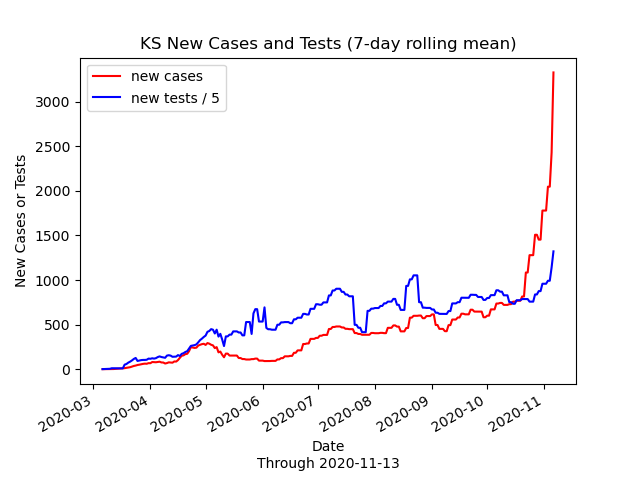 KS New Cases and Tests (7-day rolling mean)
new cases
new tests / 5
New Cases or Tests
3000
2500
2000
1500
1000
500
0
2020-03
2020-04
2020-05
2020-06
2020-07
2020-08
2020-09
2020-10
2020-11
Date
Through 2020-11-13